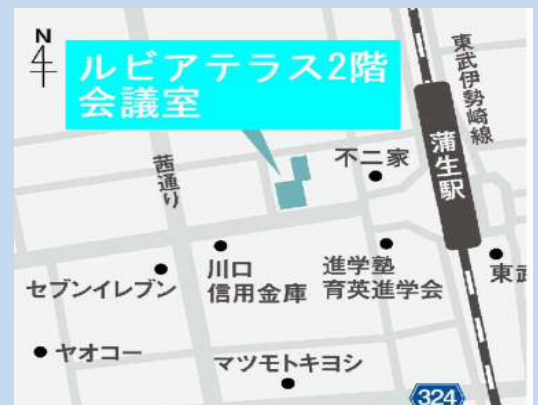 N
ルビアテラス2階
会議室
東武伊勢崎線
茜通り
不二家
蒲生駅
川口
信用金庫
進学塾
育英進学会
東武
セブンイレブン
ヤオコー
マツモトキヨシ
324